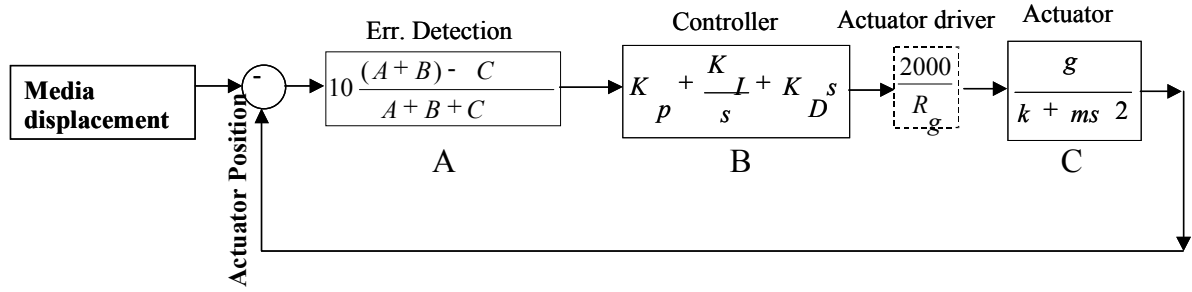 Err. Detection
Controller
Actuator driver
Actuator
Media
displacement
-
10 (A + B) - C / A + B + C
K p + K I / s + K D s
2000 / R g
g / k + ms 2
A
B
C
Actuator Position